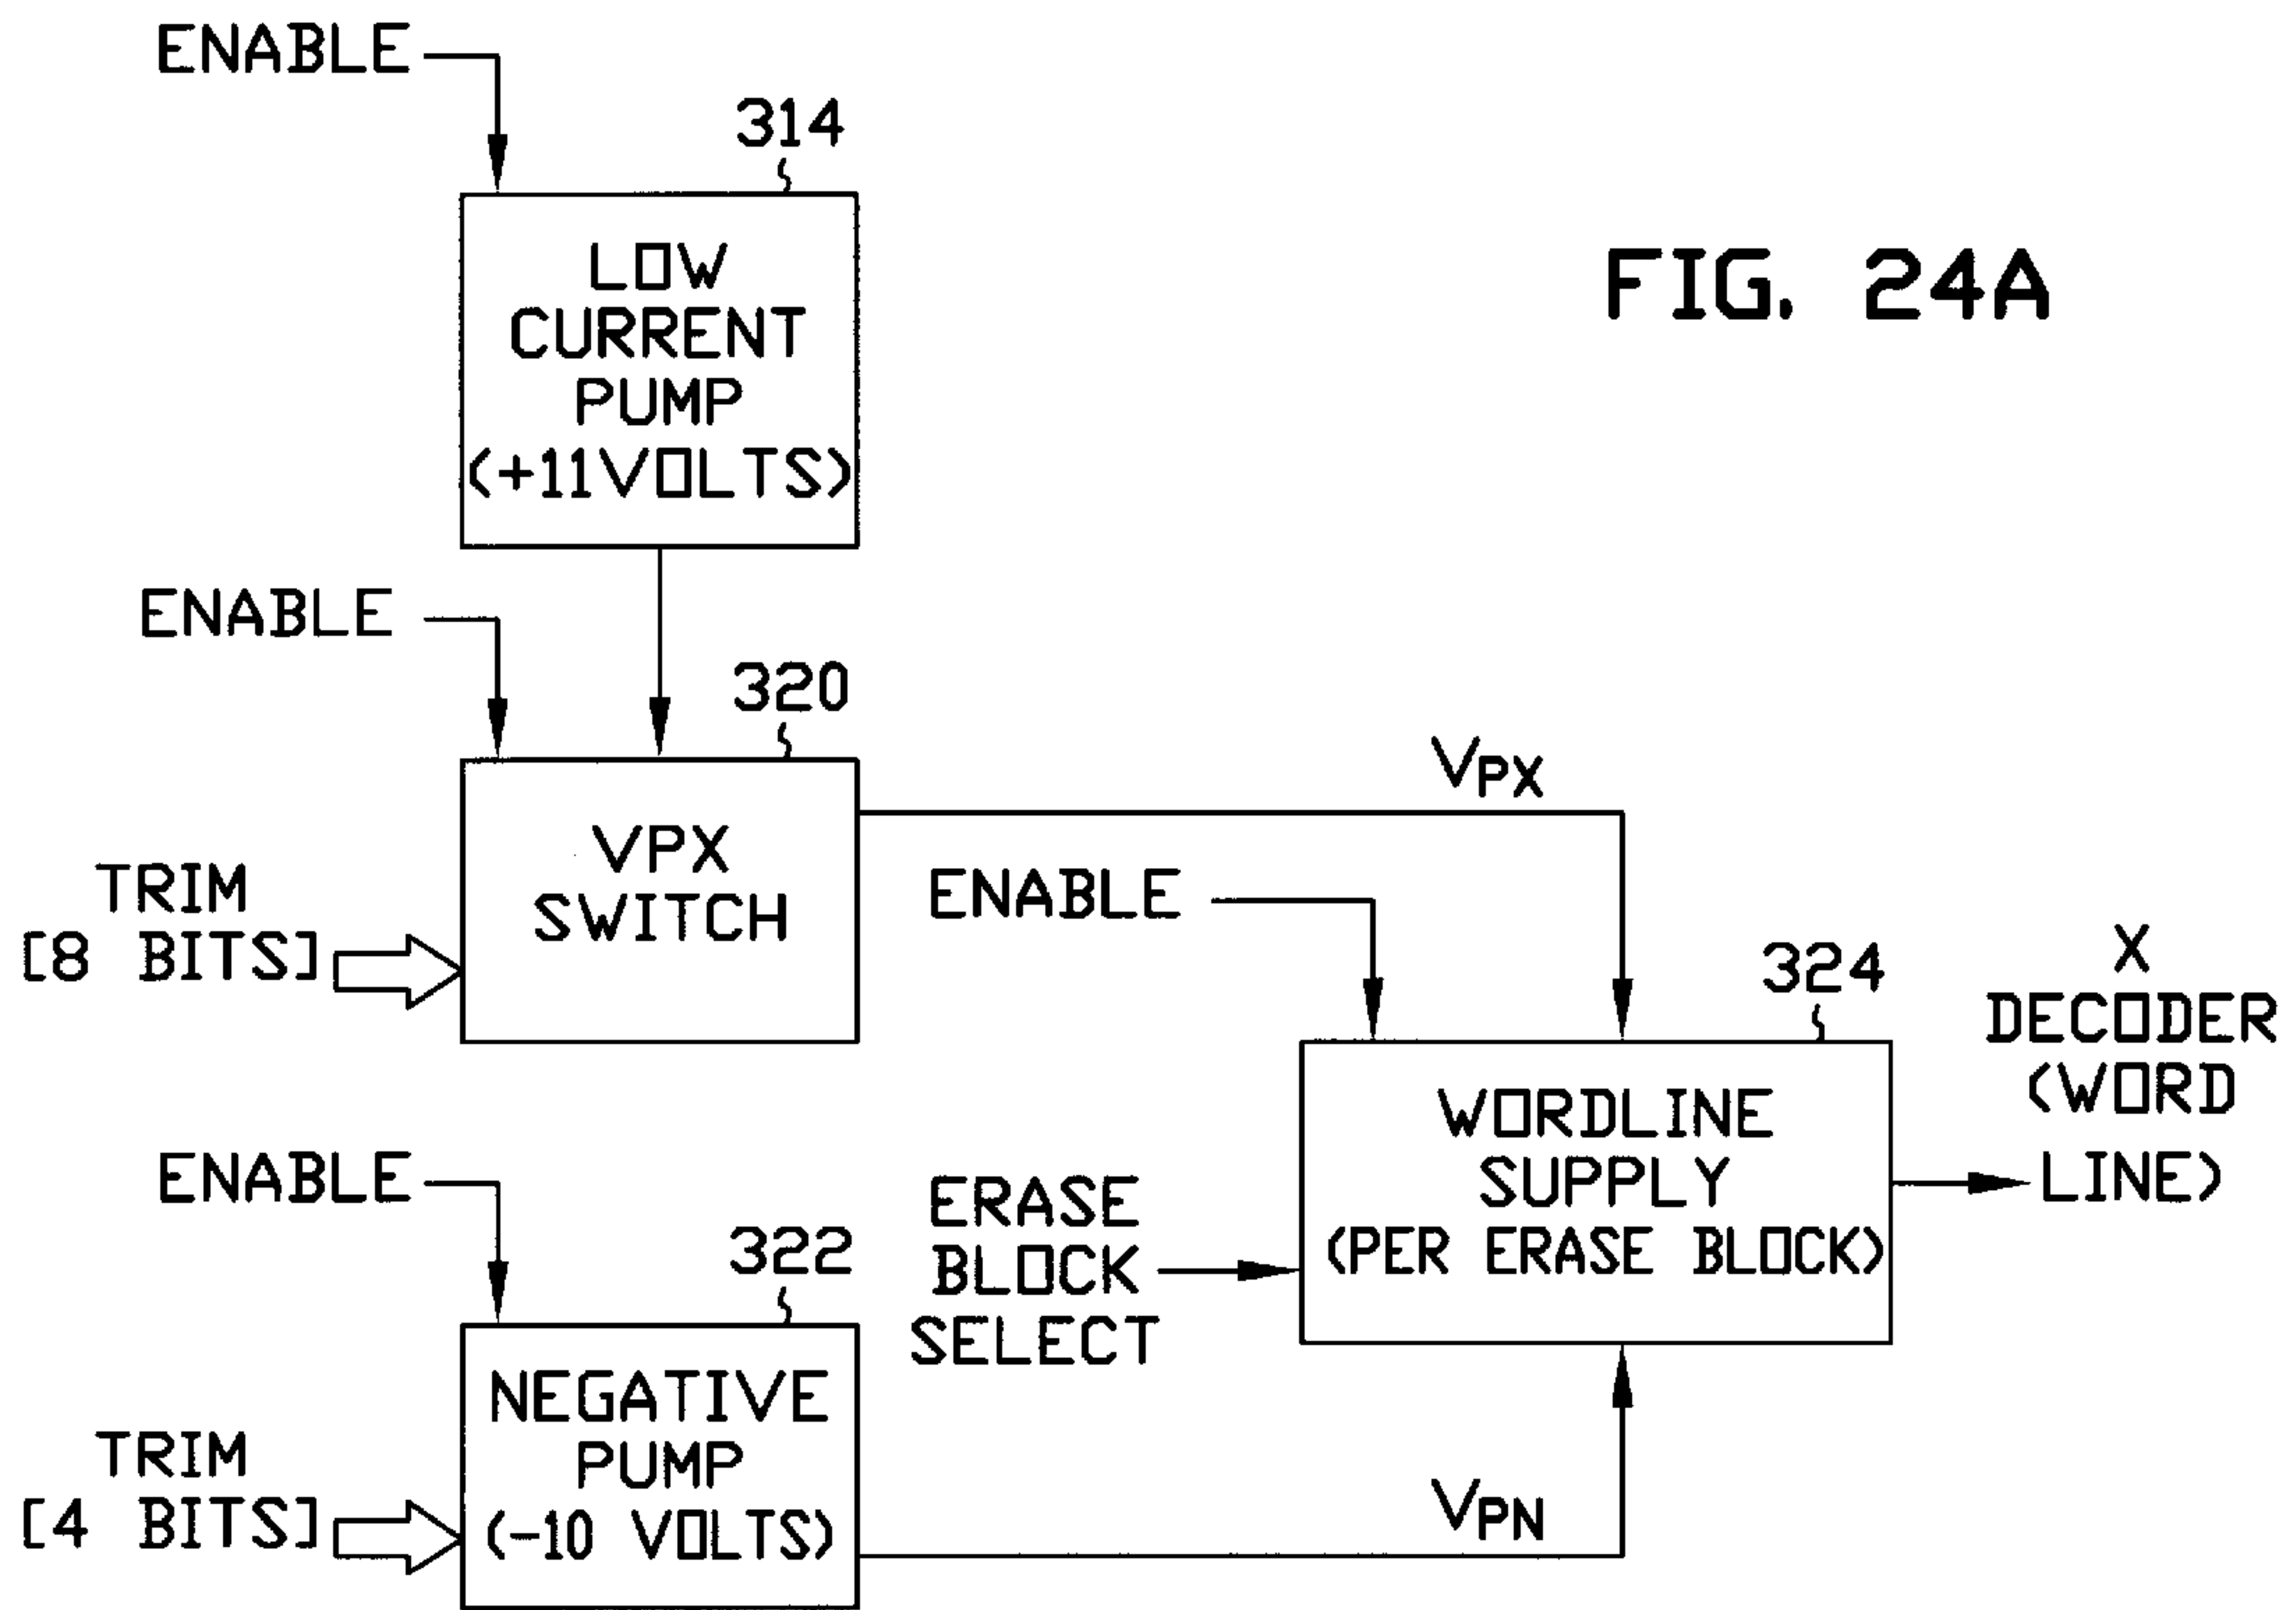 ENABLE
314
LOW
CURRENT
PUMP
(+11VOLTS)
FIG. 24A
ENABLE
320
VPX
SWITCH
TRIM
[8 BITS]
VPX
ENABLE
324
X
DECODER
(WORD
LINE)
WORDLINE
SUPPLY
(PER ERASE BLOCK)
ERASE
BLOCK
SELECT
ENABLE
322
NEGATIVE
PUMP
(-10 VOLTS)
TRIM
[4 BITS]
VPN